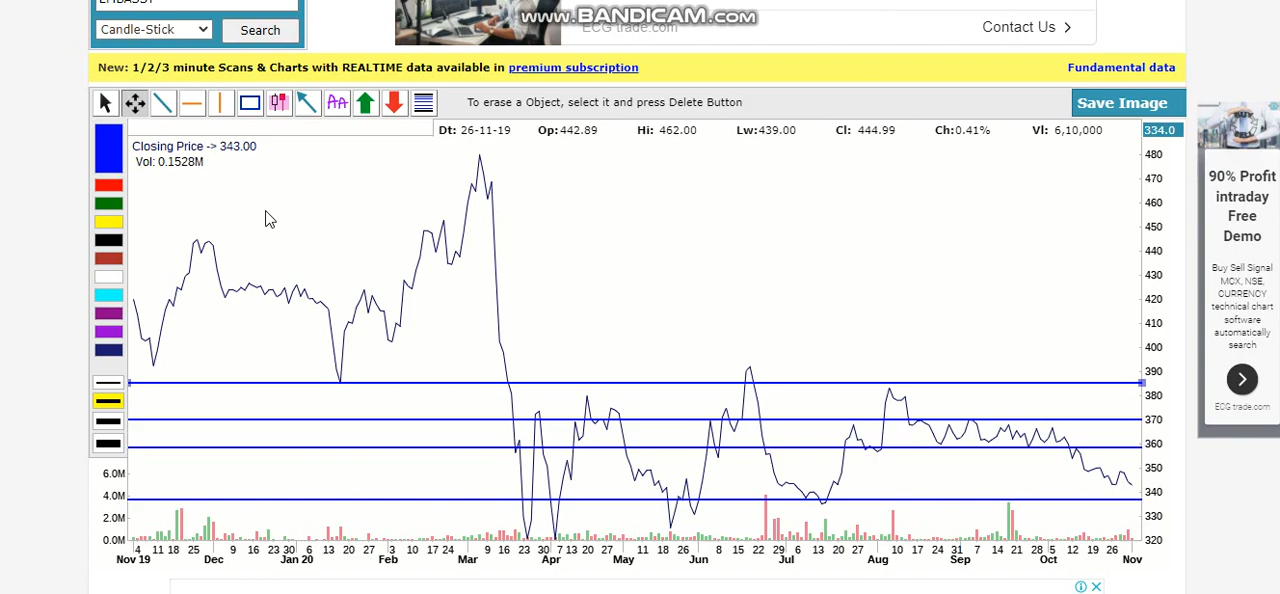 EMBASSY
www.BANDICAM.com
Candle-Stick
Search
ECG trade.com
Contact Us >
New: 1/2/3 minute Scans & Charts with REALTIME data available in premium subscription
Fundamental data
AA
To erase a Object, select it and press Delete Button
Save Image
Dt: 26-11-19 Op:442.89 Hi: 462.00 Lw:439.00 Cl: 444.99 Ch:0.41% Vl: 6,10,000
334.0
Closing Price -> 343.00
Vol: 0.1528M
480
470
460
450
440
430
420
410
400
390
380
370
360
350
340
330
320
6.0M
4.0M
2.0M
0.0M
4 11 18 25 9 16 23 30 6 13 20 27 3 10 17 24 9 16 23 30 7 13 20 27 11 18 26 8 15 22 29 6 13 20 27 10 17 24 31 7 14 21 28 5 12 19 26
Nov 19 Dec Jan 20 Feb Mar Apr May Jun Jul Aug Sep Oct Nov
90% Profit
intraday
Free
Demo
Buy Sell Signal
MCX, NSE,
CURRENCY
technical chart
software
automatically
search
ECG trade.com